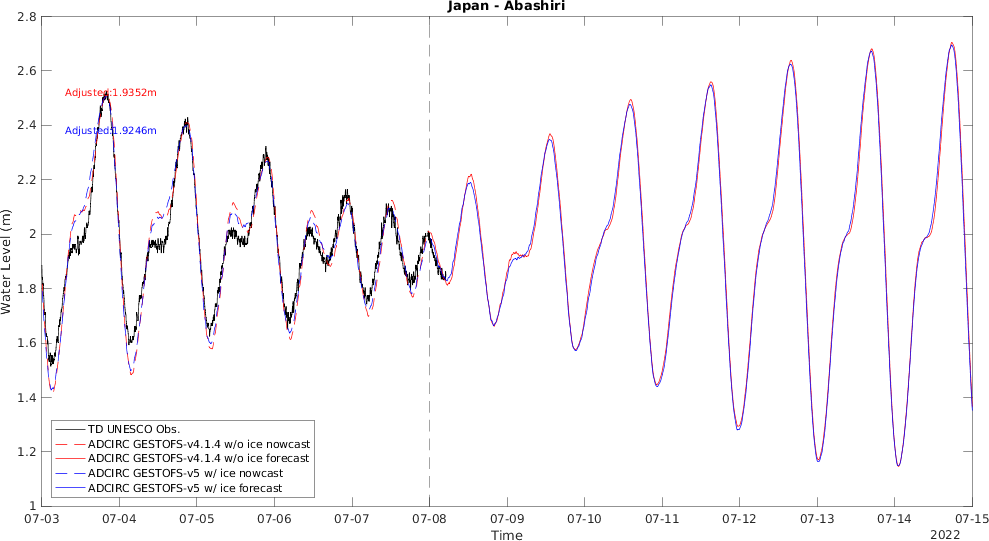 Japan - Abashiri
2.8
2.6
2.4
2.2
2
1.8
1.6
1.4
1.2
1
Water Level (m)
Adjusted:1.9352m
Adjusted:1.9246m
TD UNESCO Obs.
ADCIRC GESTOFS-v4.1.4 w/o ice nowcast
ADCIRC GESTOFS-v4.1.4 w/o ice forecast
ADCIRC GESTOFS-v5 w/ ice nowcast
ADCIRC GESTOFS-v5 w/ ice forecast
07-03 07-04 07-05 07-06 07-07 07-08 07-09 07-10 07-11 07-12 07-13 07-14 07-15
Time
2022